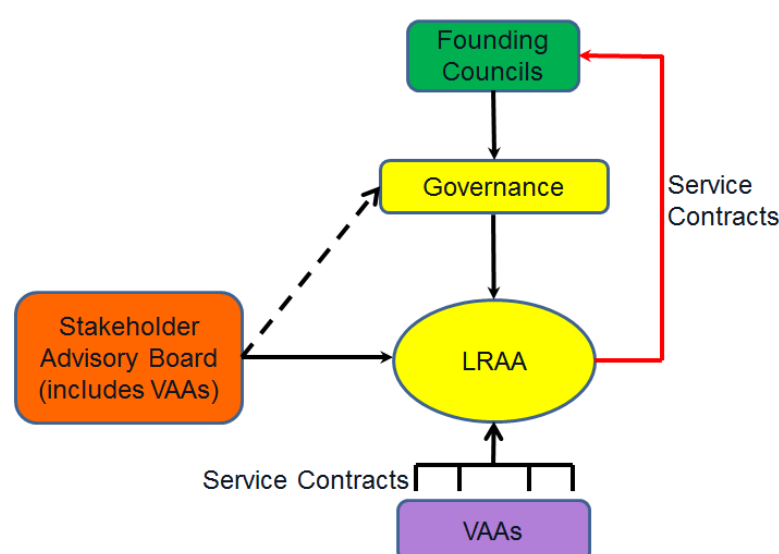 Founding
Councils
Governance
Service
Contracts
Stakeholder
Advisory Board
(includes VAAs)
LRAA
Service Contracts
VAAs